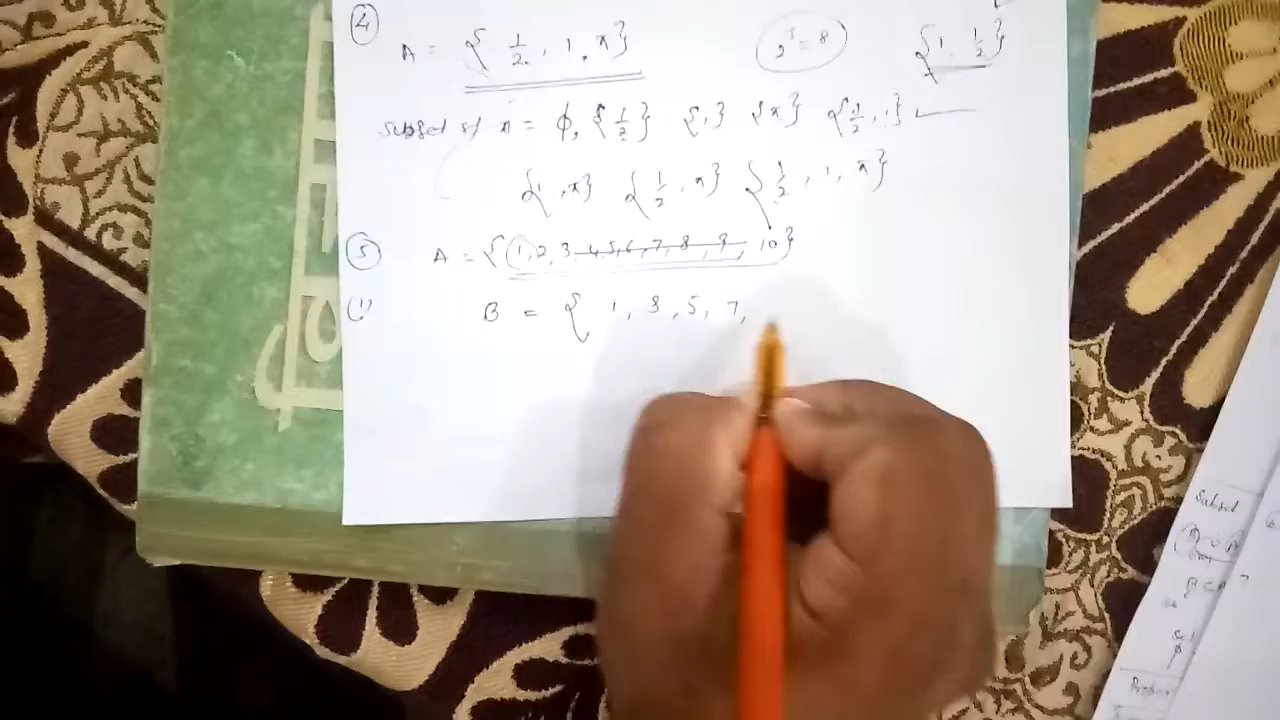 4
A = { 1/2, 1, π } 2³ = 8 { 1, 1/2 }
subset of A = φ, { 1/2 } { 1 } { π } { 1/2, 1 }
{ 1, π } { 1/2, π } { 1/2, 1, π }
5 A = { 1, 2, 3, 4, 5, 6, 7, 8, 9, 10 }
(1) B = { 1, 3, 5, 7,
Subset